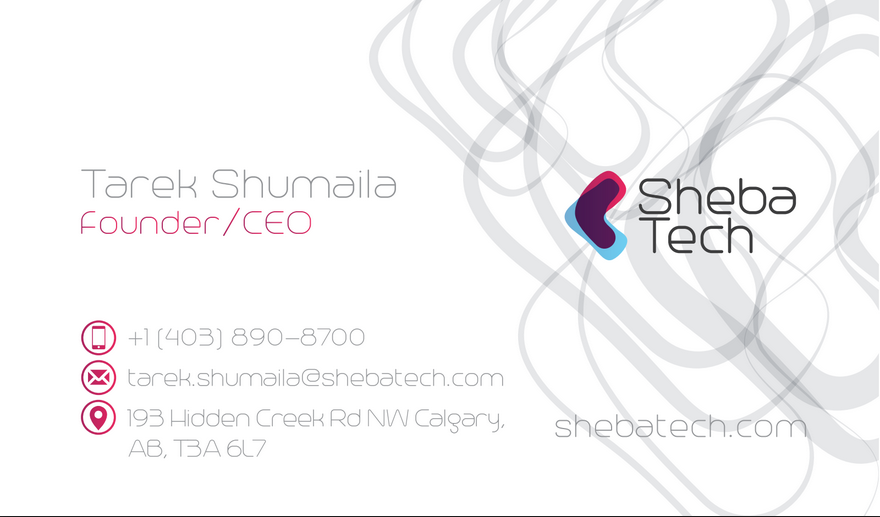 Tarek Shumaila
Founder/CEO
Sheba
Tech
+1 (403) 890-8700
tarek.shumaila@shebatech.com
193 Hidden Creek Rd NW Calgary,
AB, T3A 6L7
shebatech.com